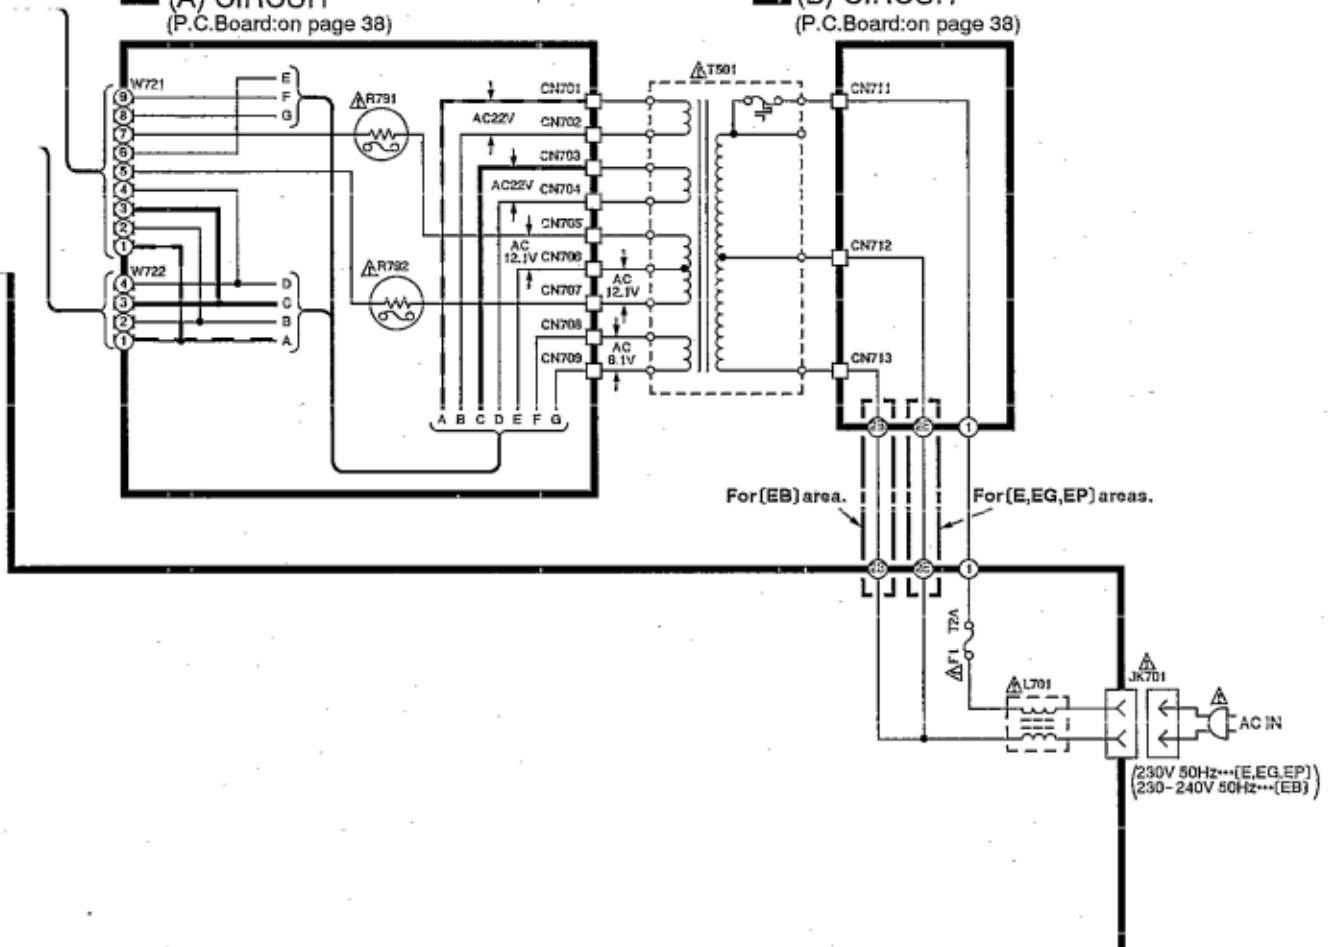 (A) CIRCUIT
(P.C.Board:on page 38)
(B) CIRCUIT
(P.C.Board:on page 38)
W721
9
8
7
6
5
4
3
2
1
W722
4
3
2
1
E
F
G
D
C
B
A
R791
R792
AC22V
AC22V
AC
12.1V
AC
12.1V
AC
CN701
CN702
CN703
CN704
CN705
CN706
CN707
CN708
CN709
A B C D E F G
T501
CN711
CN712
CN713
1
For [EB] area.
For [E,EG,EP] areas.
1
F1 T2A
L701
JK701
AC IN
(230V 50Hz···[E,EG,EP]
230-240V 50Hz···[EB])